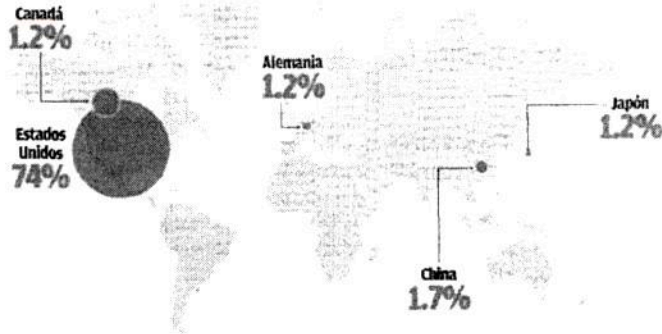 Canadá
1.2%
Estados
Unidos
74%
Alemania
1.2%
Japón
1.2%
China
1.7%